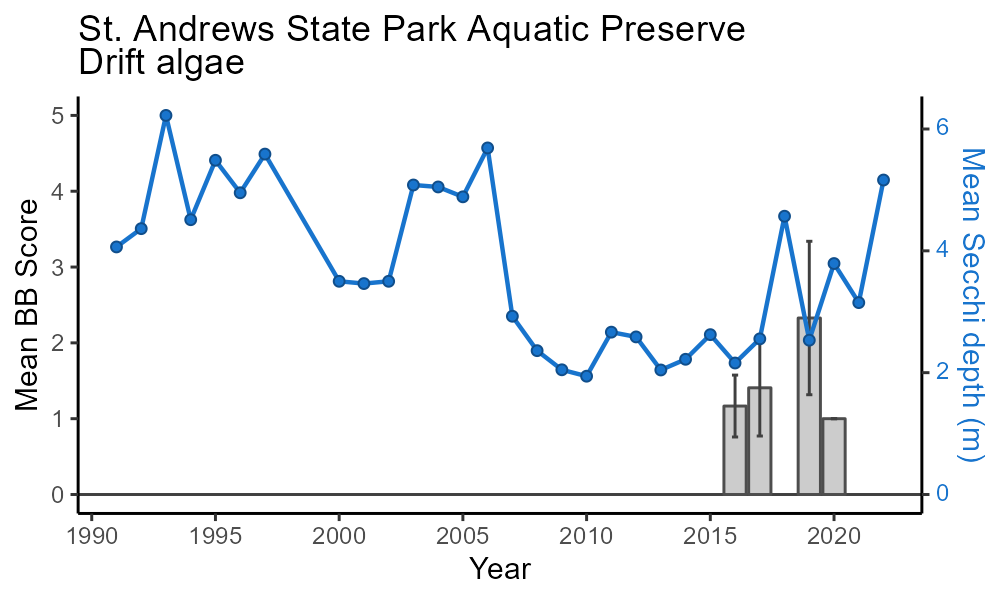 St. Andrews State Park Aquatic Preserve
Drift algae
Mean BB Score
5
4
3
2
1
0
6
4
2
0
Mean Secchi depth (m)
1990 1995 2000 2005 2010 2015 2020
Year